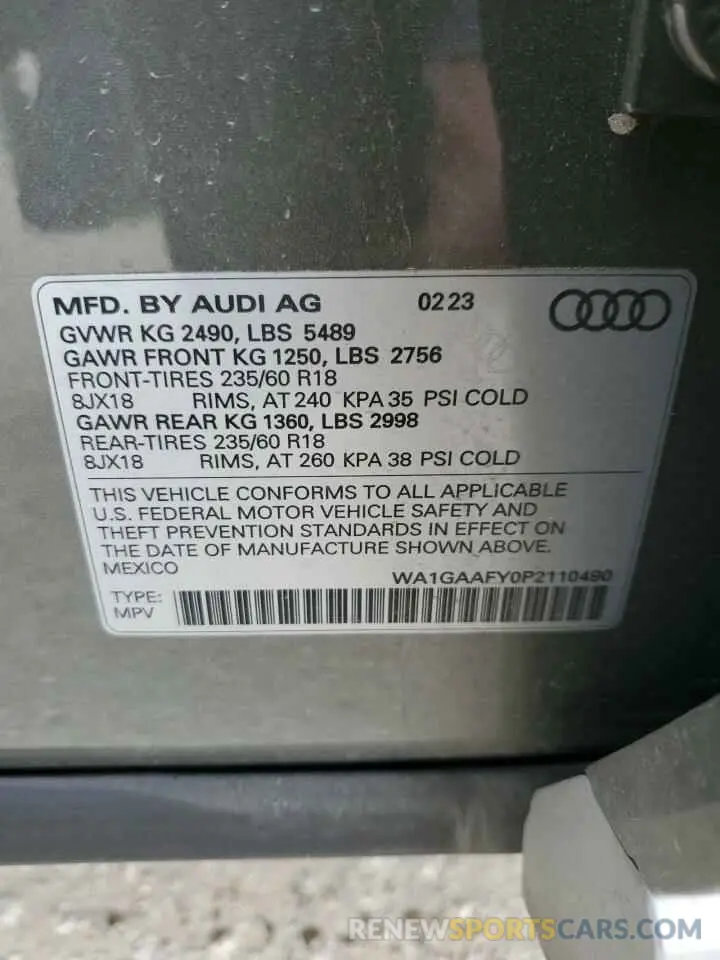 MFD. BY AUDI AG 02 23
GVWR KG 2490, LBS 5489
GAWR FRONT KG 1250, LBS 2756
FRONT-TIRES 235/60 R18
8JX18 RIMS, AT 240 KPA 35 PSI COLD
GAWR REAR KG 1360, LBS 2998
REAR-TIRES 235/60 R18
8JX18 RIMS, AT 260 KPA 38 PSI COLD
THIS VEHICLE CONFORMS TO ALL APPLICABLE
U.S. FEDERAL MOTOR VEHICLE SAFETY AND
THEFT PREVENTION STANDARDS IN EFFECT ON
THE DATE OF MANUFACTURE SHOWN ABOVE.
MEXICO
WA1GAAFY0P2110490
TYPE:
MPV
RENEWSPORTSCARS.COM